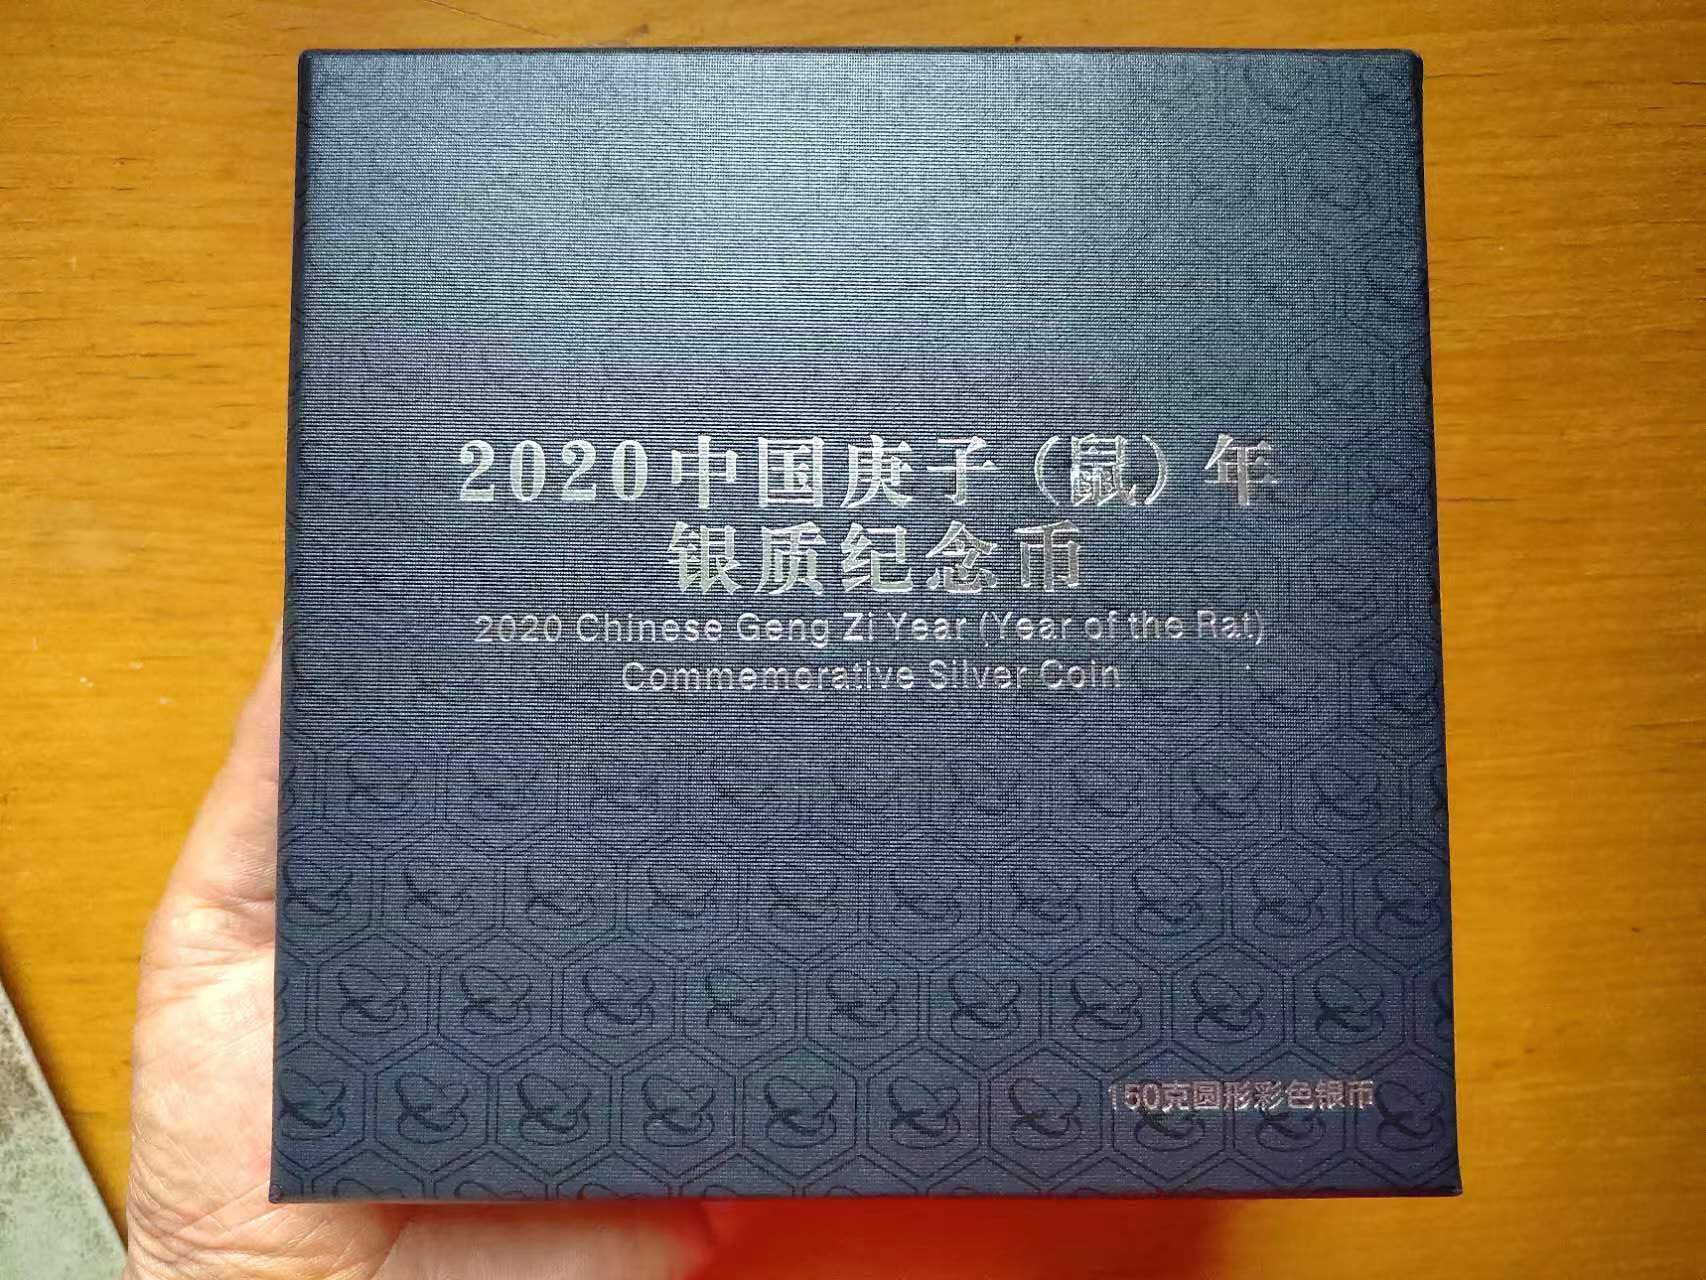 2020中国庚子（鼠）年
银质纪念币
2020 Chinese Geng Zi Year (Year of the Rat)
Commemorative Silver Coin
150克圆形彩色银币